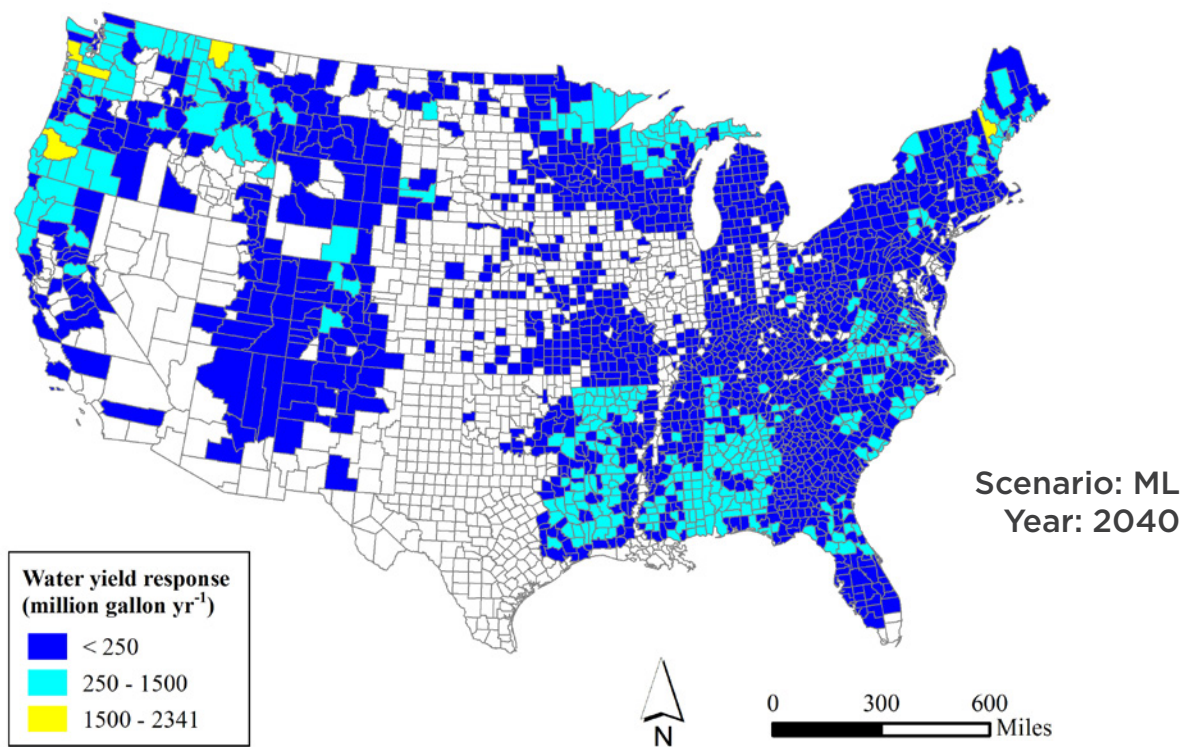 Scenario: ML
Year: 2040
Water yield response
(million gallon yr⁻¹)
< 250
250 - 1500
1500 - 2341
N
0 300 600
Miles